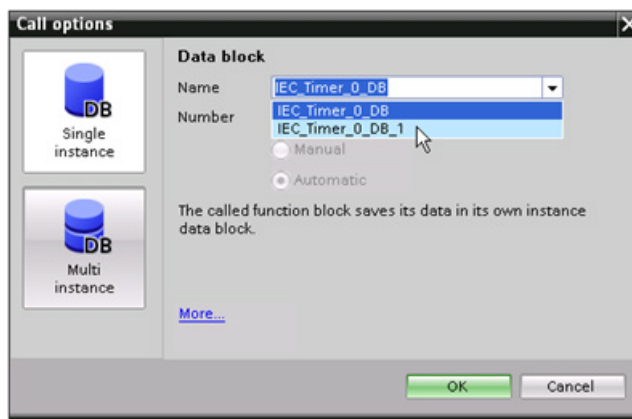 Call options
DB
Single
instance
DB
Multi
instance
Data block
Name
IEC_Timer_0_DB
IEC_Timer_0_DB
IEC_Timer_0_DB_1
Number
Manual
Automatic
The called function block saves its data in its own instance
data block.
More...
OK
Cancel